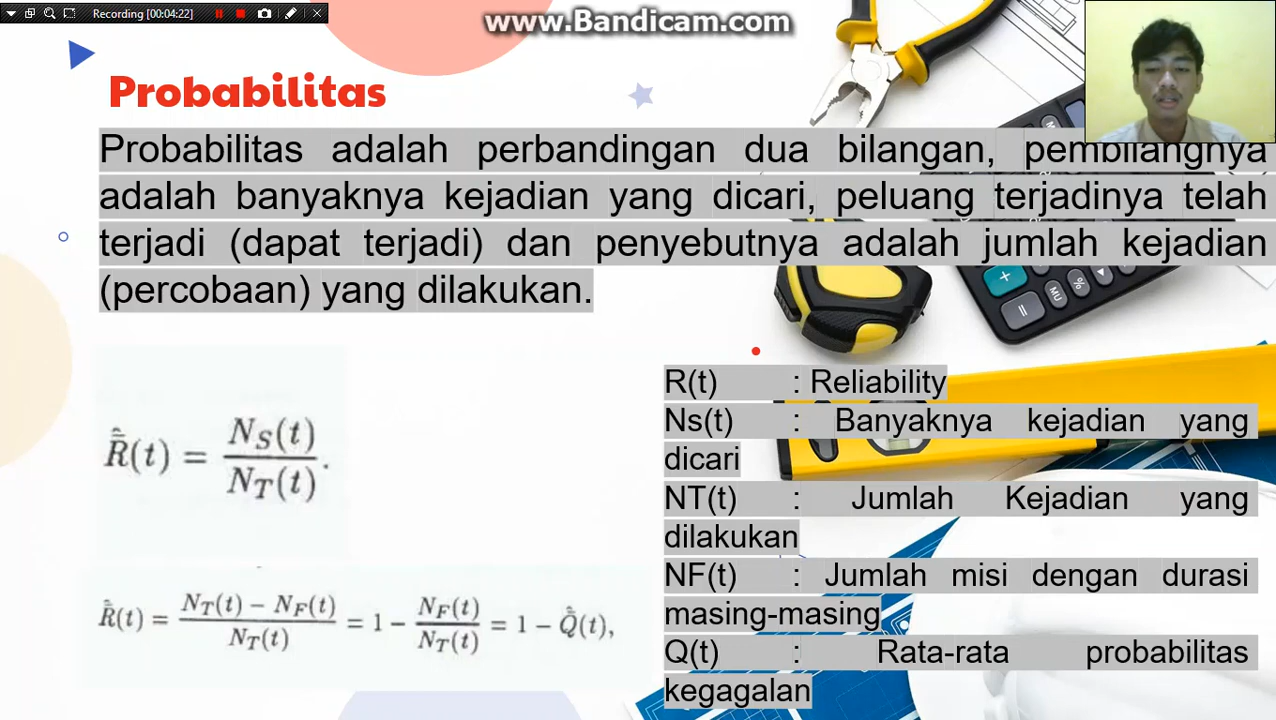 Recording [00:04:22]
www.Bandicam.com
Probabilitas
Probabilitas adalah perbandingan dua bilangan, pembilangnya
adalah banyaknya kejadian yang dicari, peluang terjadinya telah
terjadi (dapat terjadi) dan penyebutnya adalah jumlah kejadian
(percobaan) yang dilakukan.
R̂(t) = N_S(t) / N_T(t).
R̂(t) = N_T(t) − N_F(t) / N_T(t) = 1 − N_F(t) / N_T(t) = 1 − Q̂(t),
R(t) : Reliability
Ns(t) : Banyaknya kejadian yang
dicari
NT(t) : Jumlah Kejadian yang
dilakukan
NF(t) : Jumlah misi dengan durasi
masing-masing
Q(t) : Rata-rata probabilitas
kegagalan
÷
MU
%
=